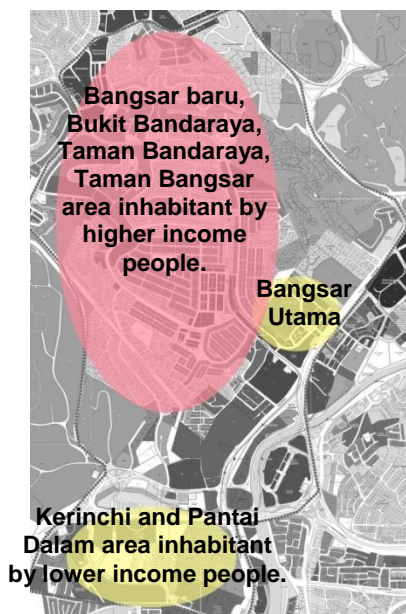 Bangsar baru,
Bukit Bandaraya,
Taman Bandaraya,
Taman Bangsar
area inhabitant by
higher income
people.
Bangsar
Utama
Kerinchi and Pantai
Dalam area inhabitant
by lower income people.